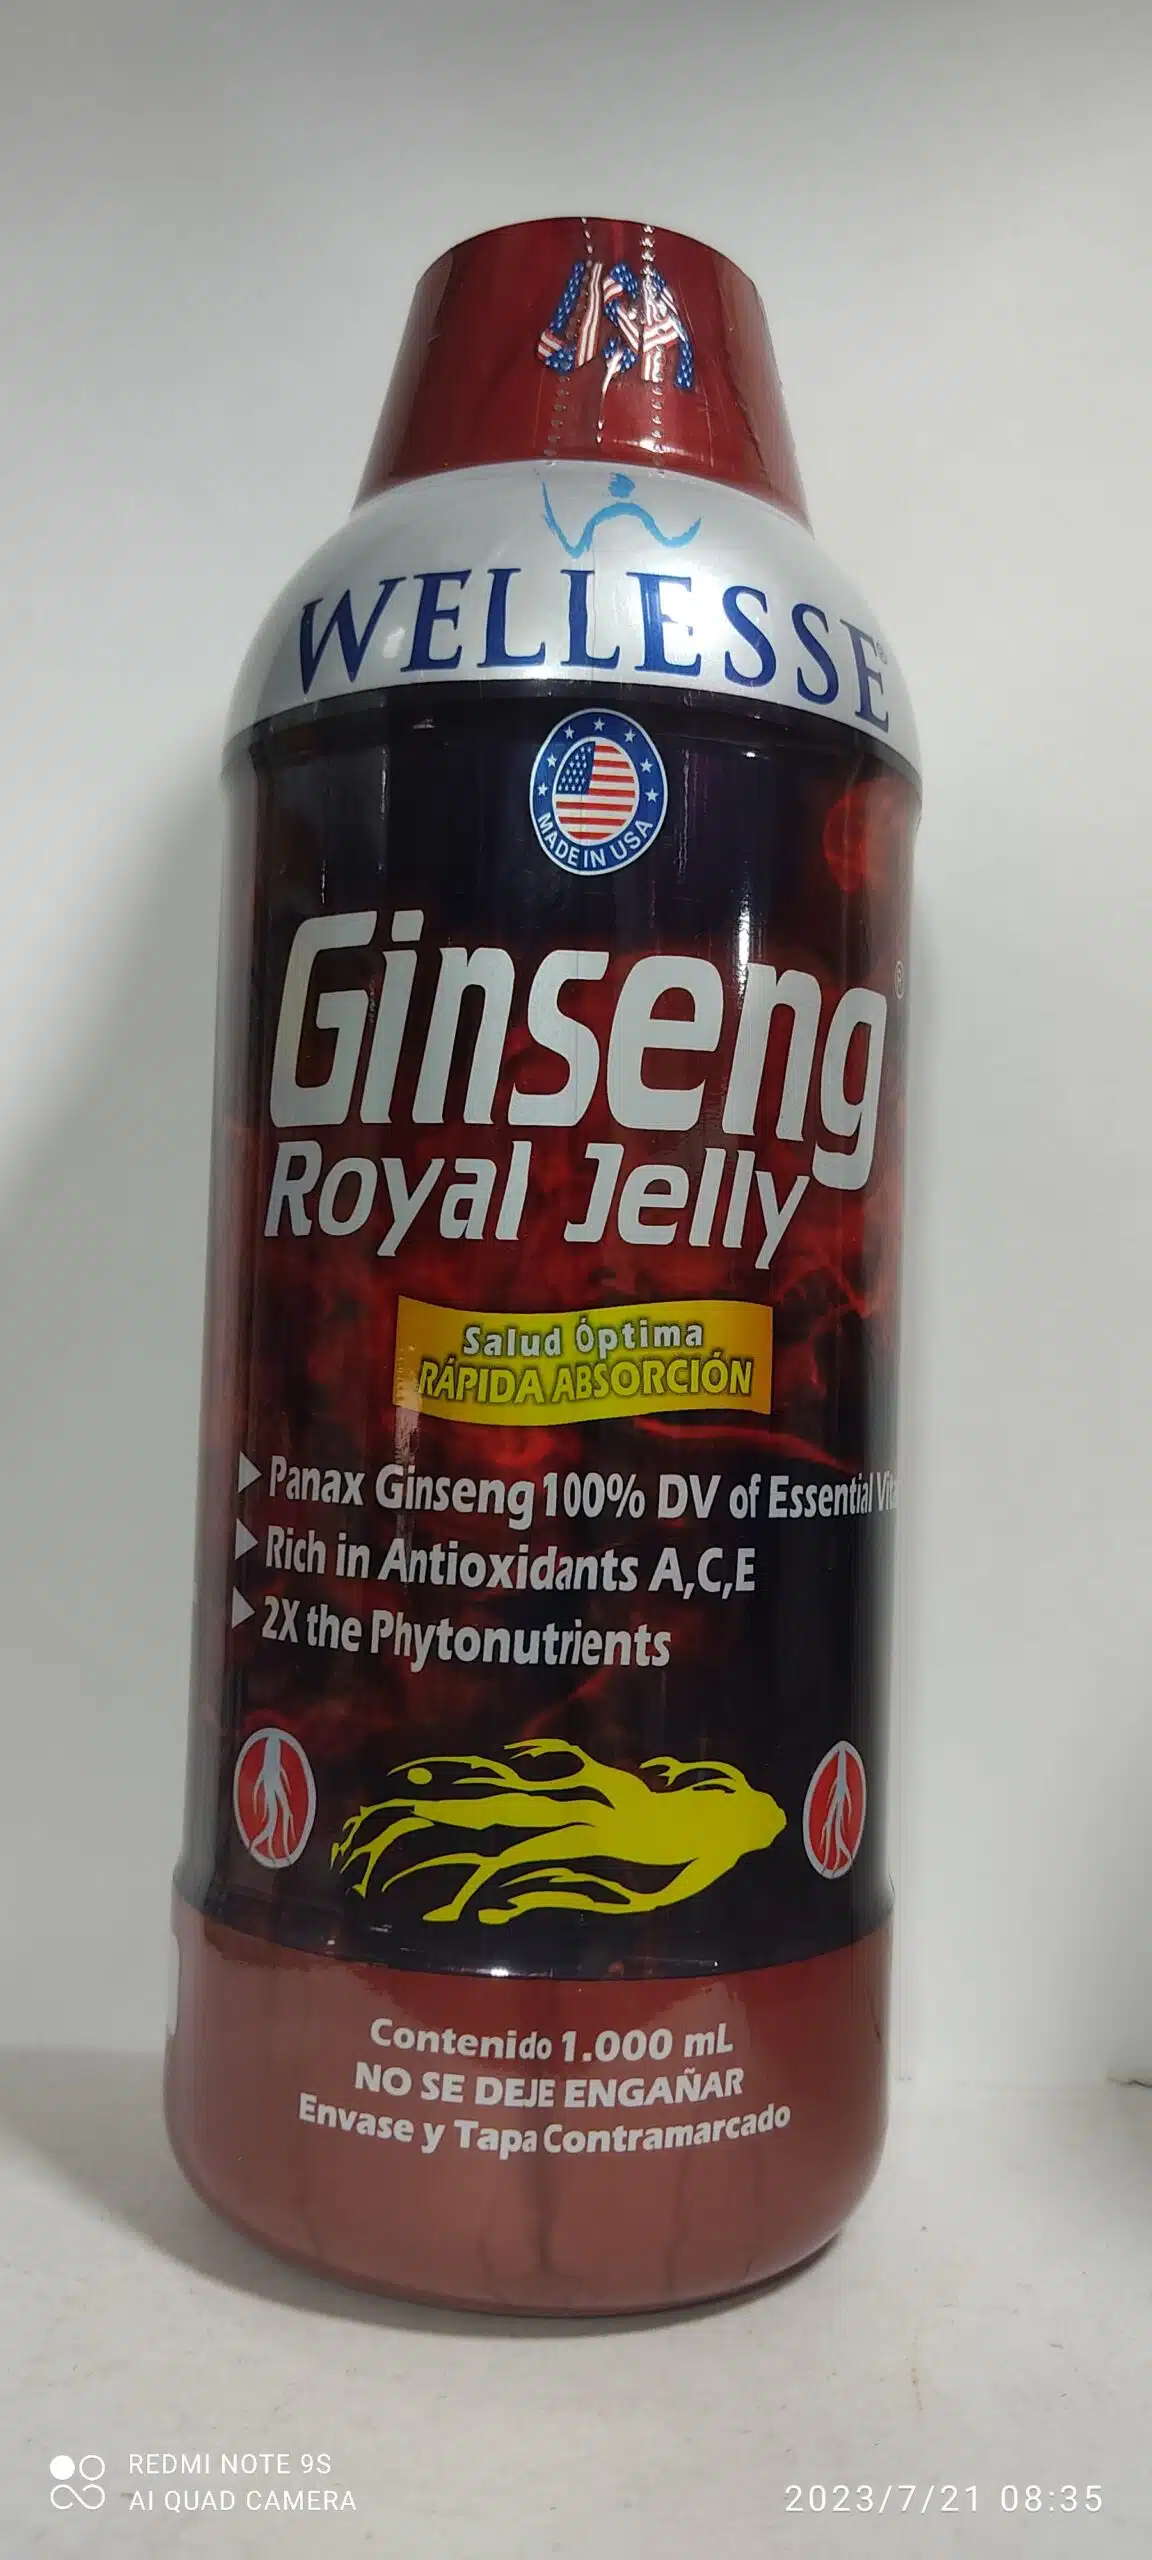 USA
WELLESSE®
MADE IN USA
Ginseng®
Royal Jelly
Salud Óptima
RÁPIDA ABSORCIÓN
Panax Ginseng 100% DV of Essential
Rich in Antioxidants A,C,E
2X the Phytonutrients
Contenido 1.000 mL
NO SE DEJE ENGAÑAR
Envase y Tapa Contramarcado
REDMI NOTE 9S
AI QUAD CAMERA
2023/7/21 08:35